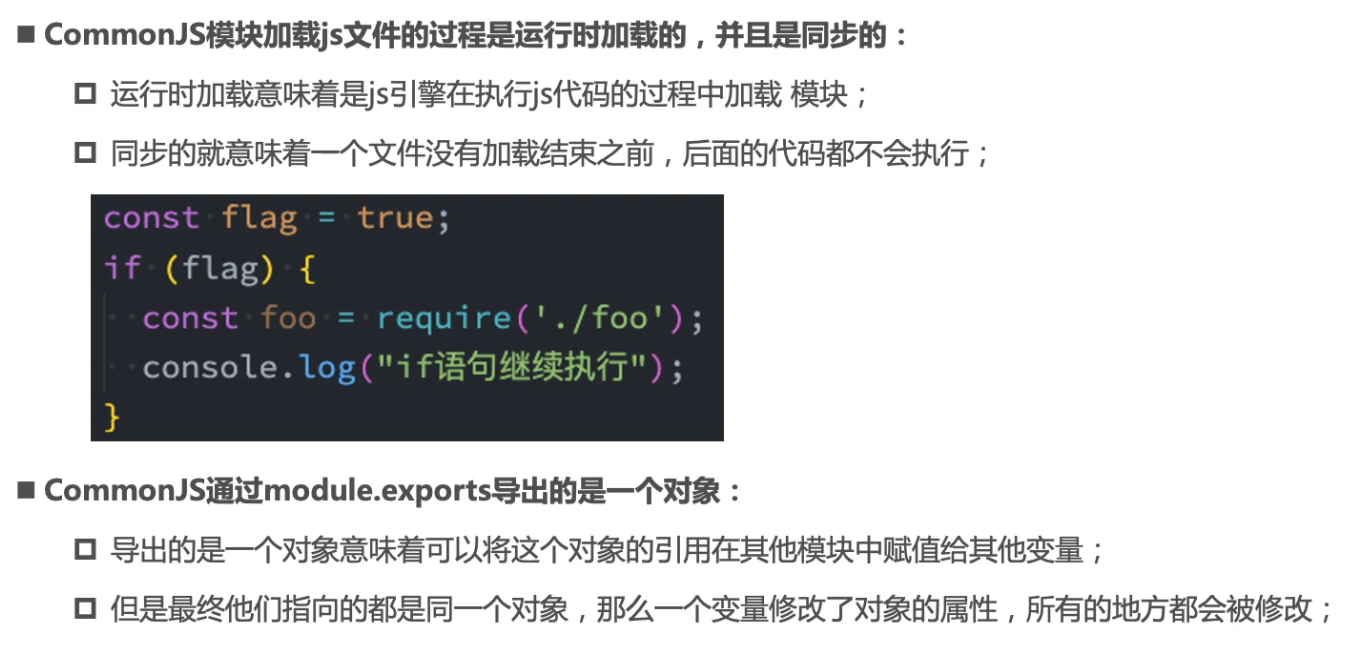 ■ CommonJS模块加载js文件的过程是运行时加载的，并且是同步的：
□ 运行时加载意味着是js引擎在执行js代码的过程中加载 模块；
□ 同步的就意味着一个文件没有加载结束之前，后面的代码都不会执行；
const flag = true;
if (flag) {
  const foo = require('./foo');
  console.log("if语句继续执行");
}
■ CommonJS通过module.exports导出的是一个对象：
□ 导出的是一个对象意味着可以将这个对象的引用在其他模块中赋值给其他变量；
□ 但是最终他们指向的都是同一个对象，那么一个变量修改了对象的属性，所有的地方都会被修改；